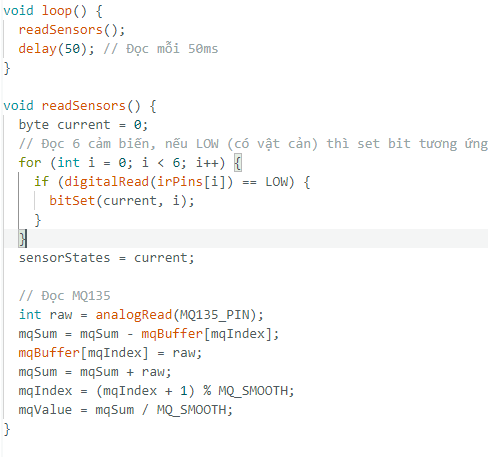 void loop() {
  readSensors();
  delay(50); // Đọc mỗi 50ms
}

void readSensors() {
  byte current = 0;
  // Đọc 6 cảm biến, nếu LOW (có vật cản) thì set bit tương ứng
  for (int i = 0; i < 6; i++) {
    if (digitalRead(irPins[i]) == LOW) {
      bitSet(current, i);
    }
  }
  sensorStates = current;

  // Đọc MQ135
  int raw = analogRead(MQ135_PIN);
  mqSum = mqSum - mqBuffer[mqIndex];
  mqBuffer[mqIndex] = raw;
  mqSum = mqSum + raw;
  mqIndex = (mqIndex + 1) % MQ_SMOOTH;
  mqValue = mqSum / MQ_SMOOTH;
}